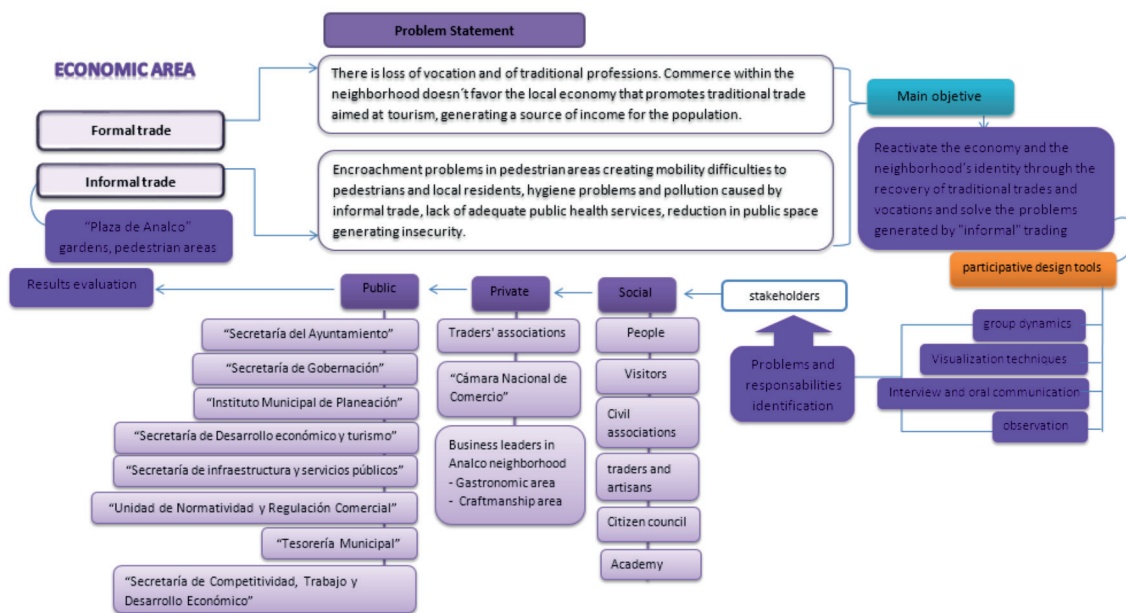 Problem Statement
ECONOMIC AREA
There is loss of vocation and of traditional professions. Commerce within the
neighborhood doesn´t favor the local economy that promotes traditional trade
aimed at tourism, generating a source of income for the population.
Formal trade
Informal trade
"Plaza de Analco"
gardens, pedestrian areas
Encroachment problems in pedestrian areas creating mobility difficulties to
pedestrians and local residents, hygiene problems and pollution caused by
informal trade, lack of adequate public health services, reduction in public space
generating insecurity.
Main objetive
Reactivate the economy and the
neighborhood´s identity through the
recovery of traditional trades and
vocations and solve the problems
generated by "informal" trading
participative design tools
group dynamics
Visualization techniques
Interview and oral communication
observation
Problems and
responsabilities
identification
stakeholders
Social
People
Visitors
Civil
associations
traders and
artisans
Citizen council
Academy
Private
Traders' associations
"Cámara Nacional de
Comercio"
Business leaders in
Analco neighborhood
- Gastronomic area
- Craftmanship area
Public
"Secretaría del Ayuntamiento"
"Secretaría de Gobernación"
"Instituto Municipal de Planeación"
"Secretaría de Desarrollo económico y turismo"
"Secretaría de infraestructura y servicios públicos"
"Unidad de Normatividad y Regulación Comercial"
"Tesorería Municipal"
"Secretaría de Competitividad, Trabajo y
Desarrollo Económico"
Results evaluation